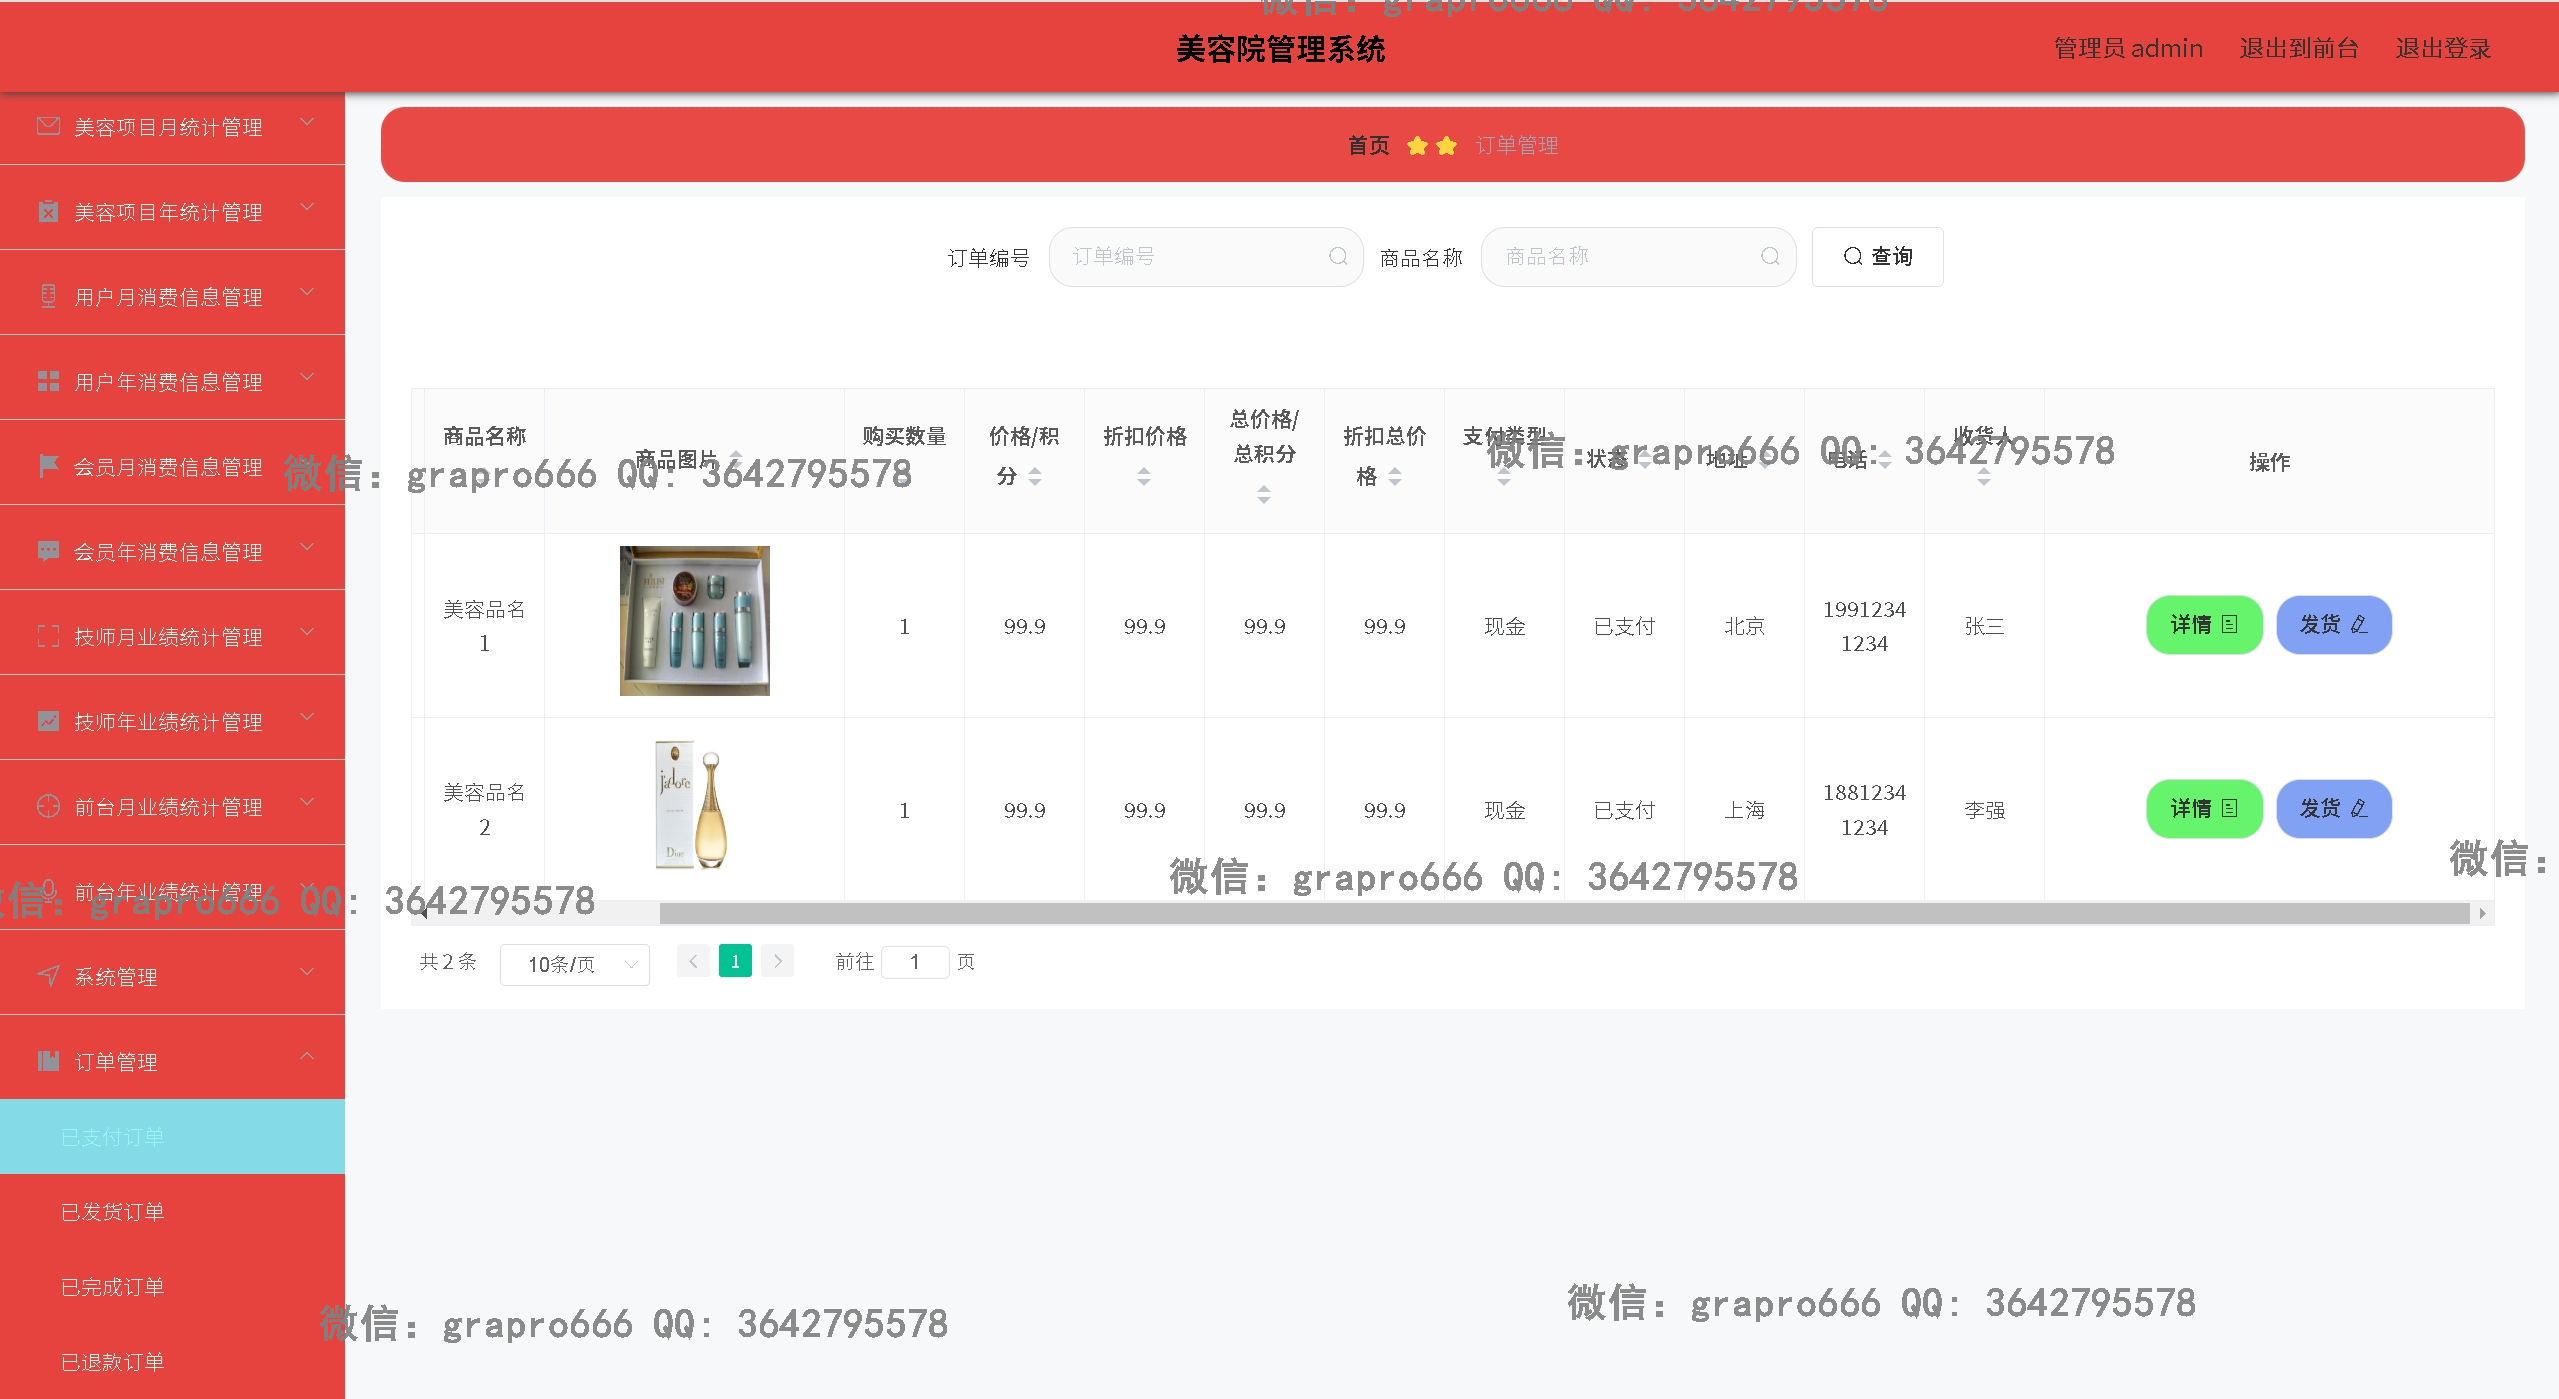 微信: grapro666 QQ: 3642795578
美容院管理系统
管理员 admin 退出到前台 退出登录
美容项目月统计管理
美容项目年统计管理
用户月消费信息管理
用户年消费信息管理
会员月消费信息管理
会员年消费信息管理
技师月业绩统计管理
技师年业绩统计管理
前台月业绩统计管理
前台年业绩统计管理
系统管理
订单管理
已支付订单
已发货订单
已完成订单
已退款订单
首页 订单管理
订单编号 订单编号 商品名称 商品名称 查询
商品名称 商品图片 购买数量 价格/积分 折扣价格 总价格/总积分 折扣总价格 支付类型 状态 地址 电话 收货人 操作
微信: grapro666 QQ: 3642795578
微信: grapro666 QQ: 3642795578
美容品名1 1 99.9 99.9 99.9 99.9 现金 已支付 北京 19912341234 张三 详情 发货
j'adore
Dior
美容品名2 1 99.9 99.9 99.9 99.9 现金 已支付 上海 18812341234 李强 详情 发货
微信: grapro666 QQ: 3642795578
微信: grapro666 QQ: 3642795578
微信:
共 2 条 10条/页 1 前往 1 页
微信: grapro666 QQ: 3642795578
微信: grapro666 QQ: 3642795578